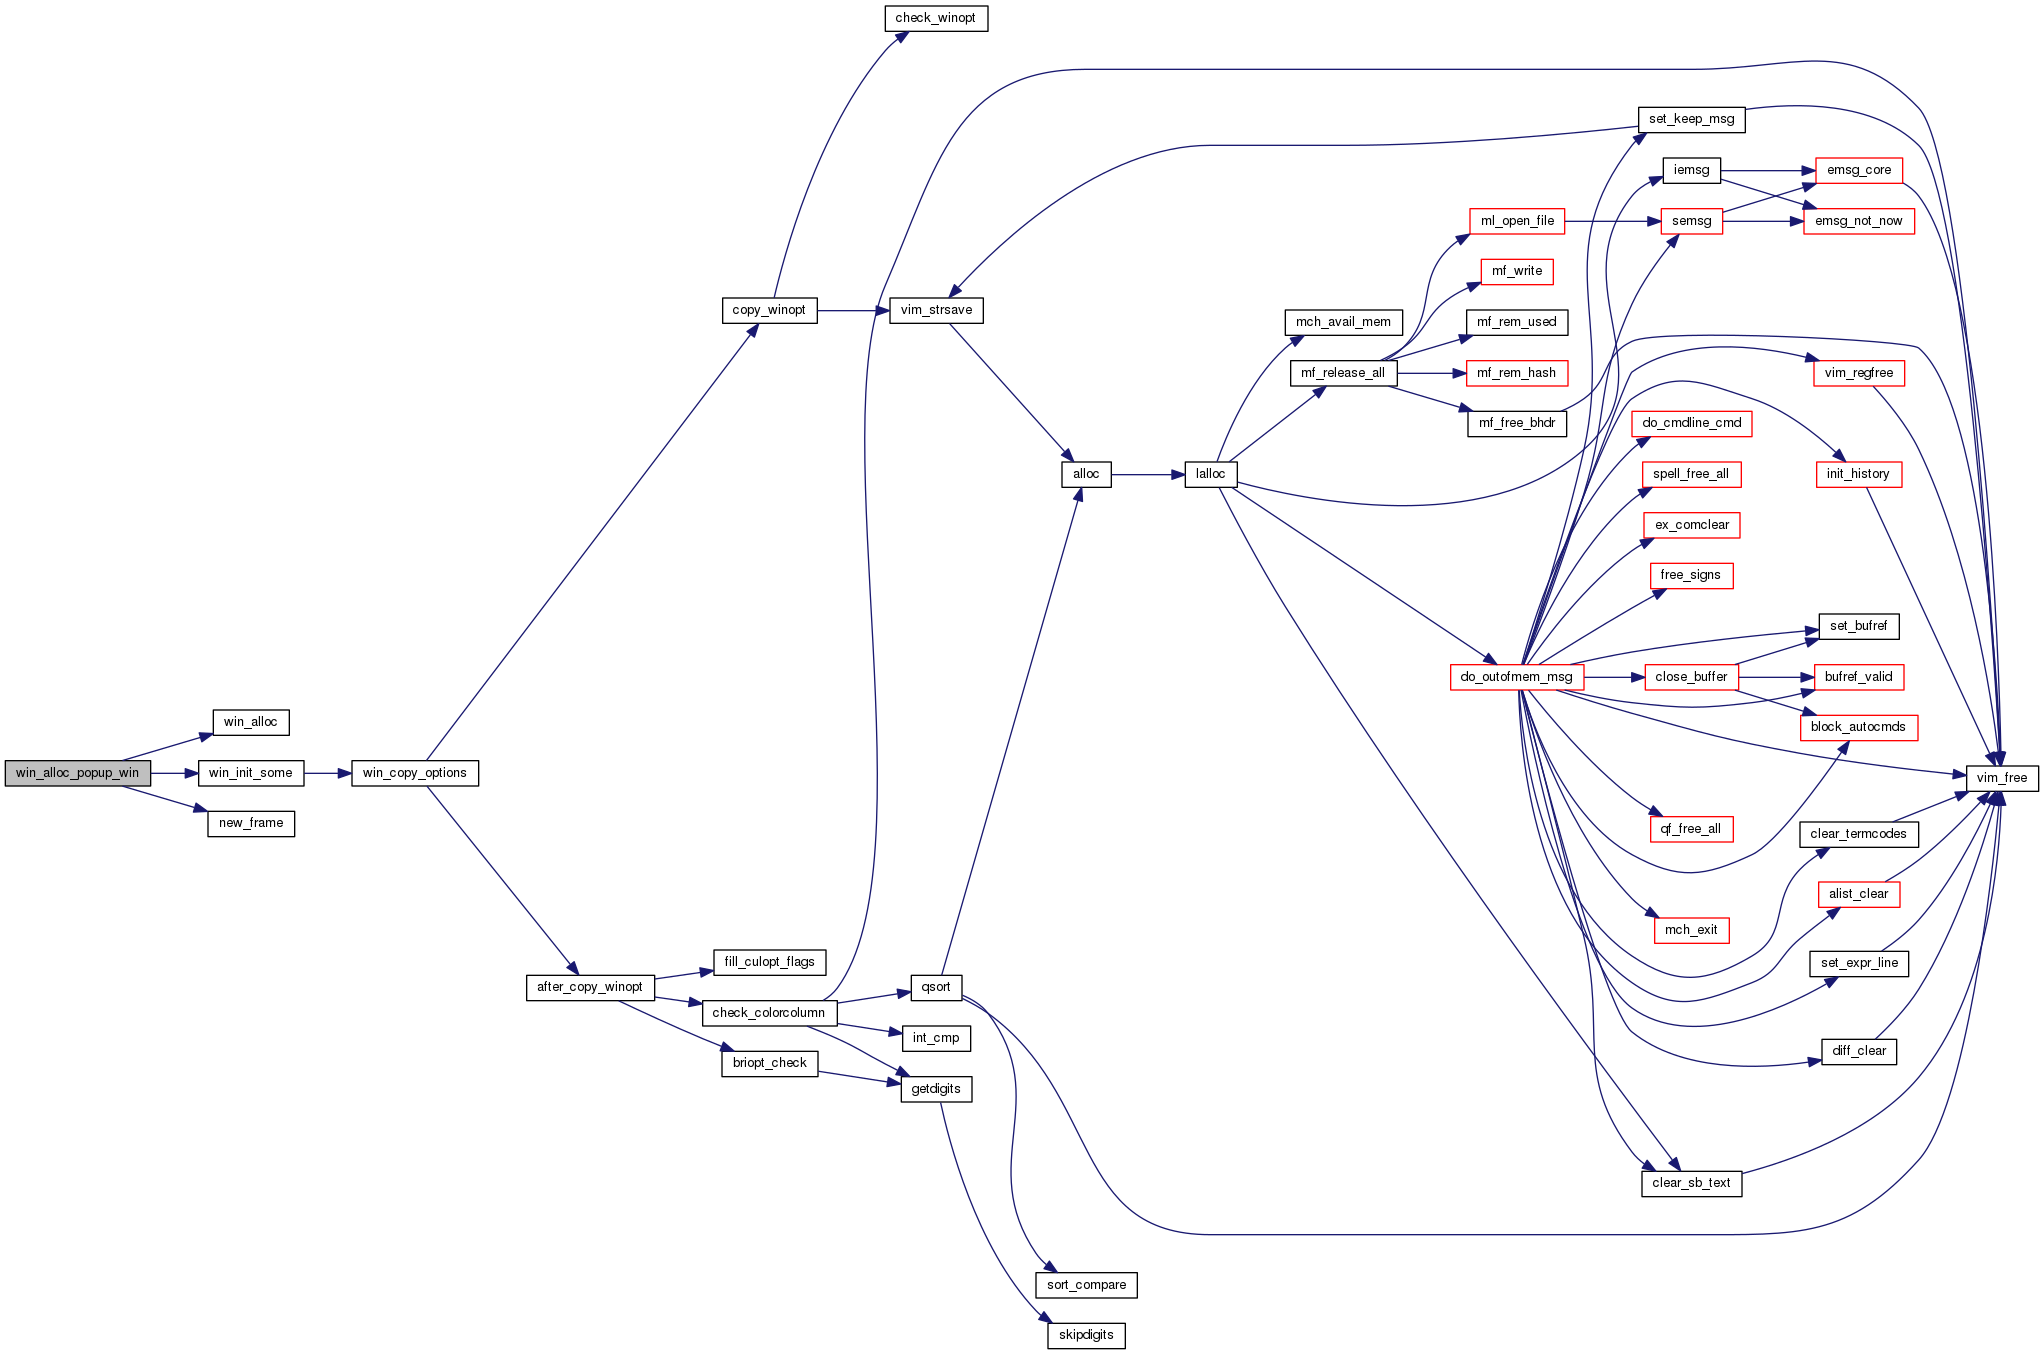 check_winopt
set_keep_msg
iemsg
emsg_core
ml_open_file
semsg
emsg_not_now
mf_write
copy_winopt
vim_strsave
mch_avail_mem
mf_rem_used
mf_release_all
mf_rem_hash
vim_regfree
mf_free_bhdr
do_cmdline_cmd
alloc
lalloc
spell_free_all
init_history
ex_comclear
free_signs
set_bufref
do_outofmem_msg
close_buffer
bufref_valid
win_alloc
block_autocmds
win_alloc_popup_win
win_init_some
win_copy_options
vim_free
new_frame
qf_free_all
clear_termcodes
alist_clear
mch_exit
fill_culopt_flags
set_expr_line
after_copy_winopt
qsort
check_colorcolumn
int_cmp
diff_clear
briopt_check
getdigits
clear_sb_text
sort_compare
skipdigits